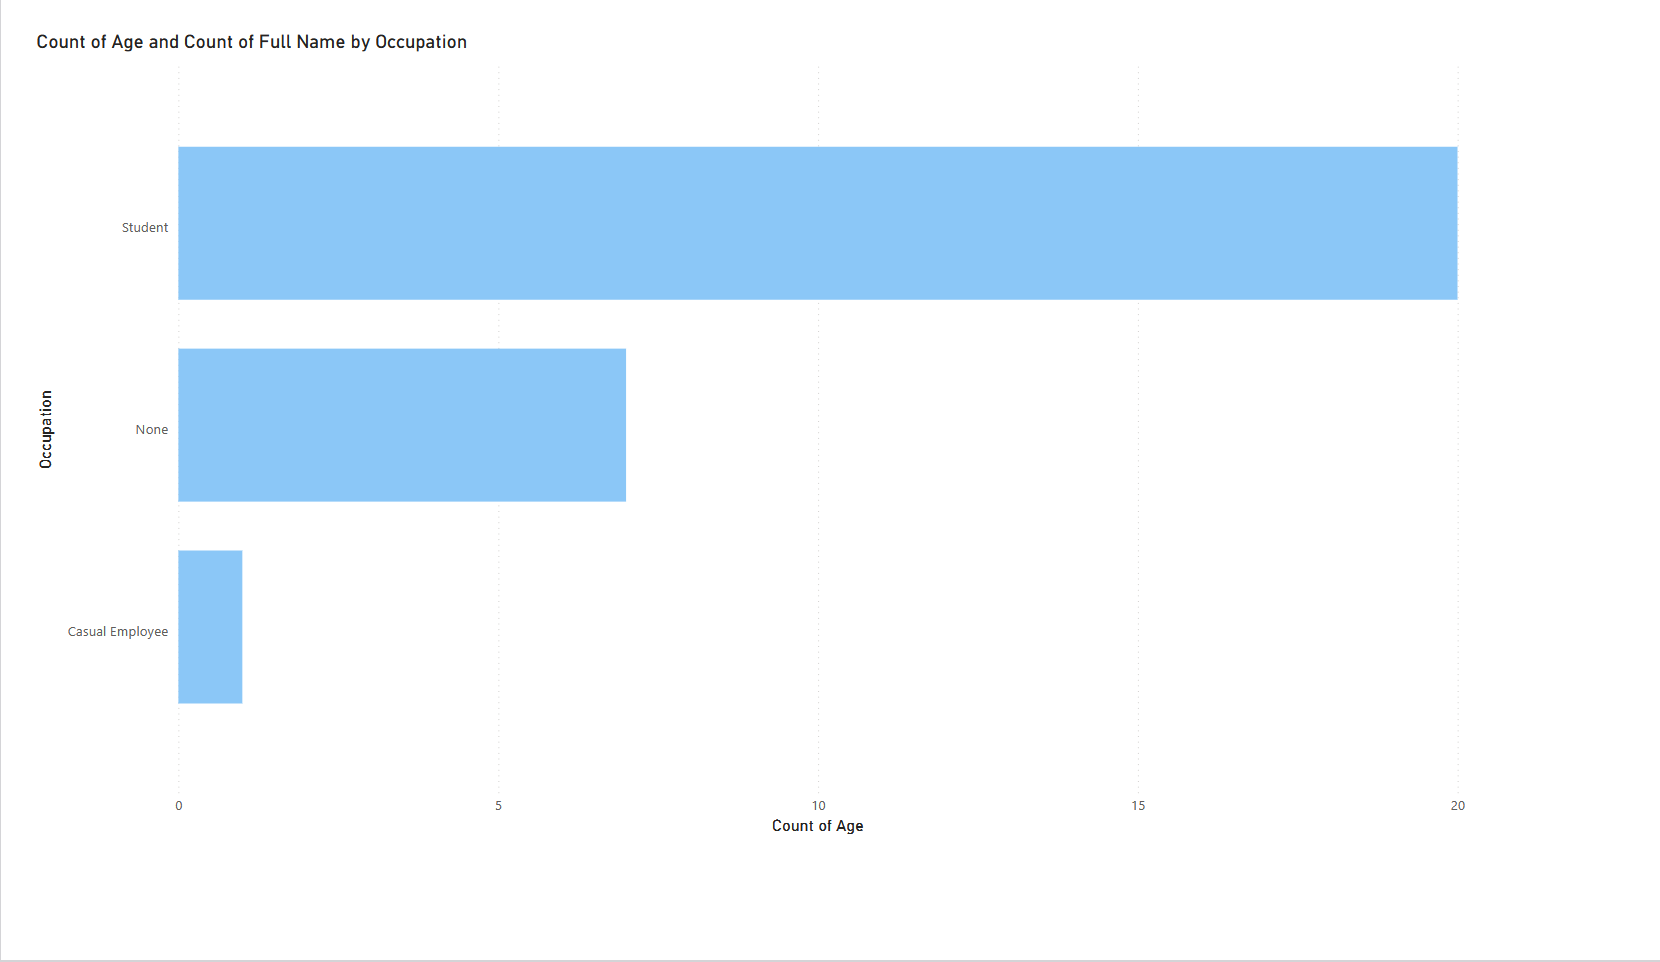 Count of Age and Count of Full Name by Occupation
Student
None
Casual Employee
Occupation
0 5 10 15 20
Count of Age